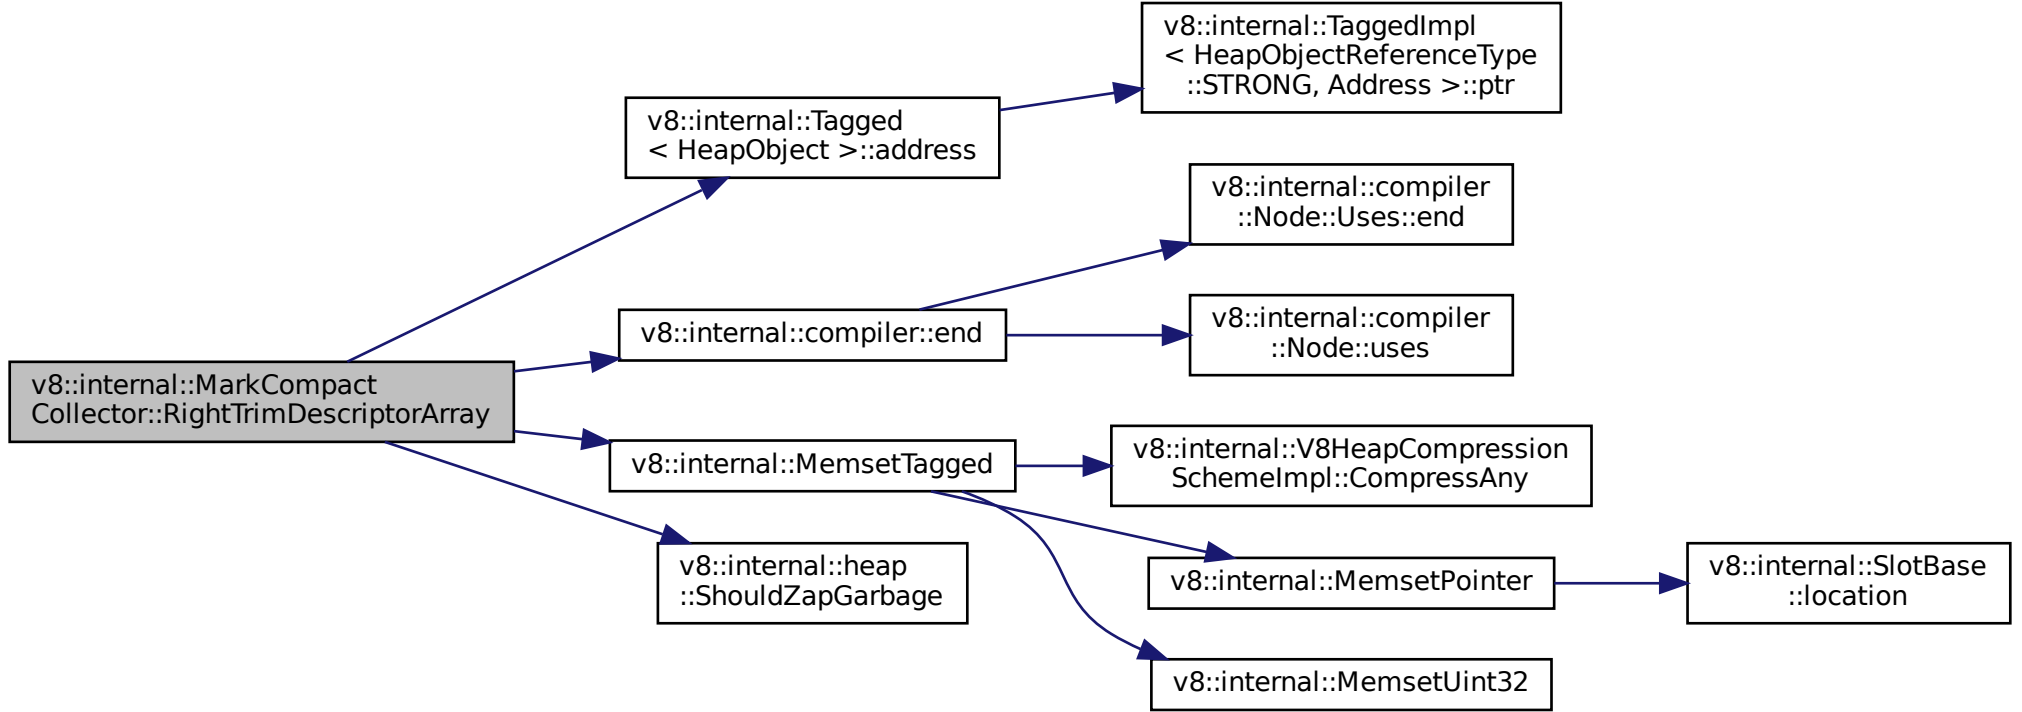 v8::internal::TaggedImpl
< HeapObjectReferenceType
::STRONG, Address >::ptr
v8::internal::Tagged
< HeapObject >::address
v8::internal::compiler
::Node::Uses::end
v8::internal::compiler::end
v8::internal::compiler
::Node::uses
v8::internal::MarkCompact
Collector::RightTrimDescriptorArray
v8::internal::MemsetTagged
v8::internal::V8HeapCompression
SchemeImpl::CompressAny
v8::internal::heap
::ShouldZapGarbage
v8::internal::MemsetPointer
v8::internal::SlotBase
::location
v8::internal::MemsetUint32